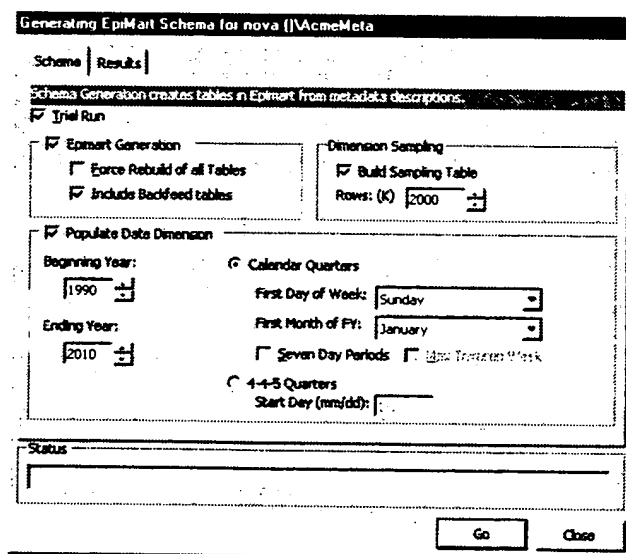 Generating EpiMart Schema for nova ()\AcmeMeta
Schema Results
Schema Generation creates tables in Epimart from metadata descriptions.
Trial Run
Epimart Generation
Force Rebuild of all Tables
Include Backfeed tables
Dimension Sampling
Build Sampling Table
Rows: (K) 2000
Populate Date Dimension
Beginning Year:
1990
Ending Year:
2010
Calendar Quarters
First Day of Week: Sunday
First Month of FY: January
Seven Day Periods
4-4-5 Quarters
Start Day (mm/dd):
Status
Go Close